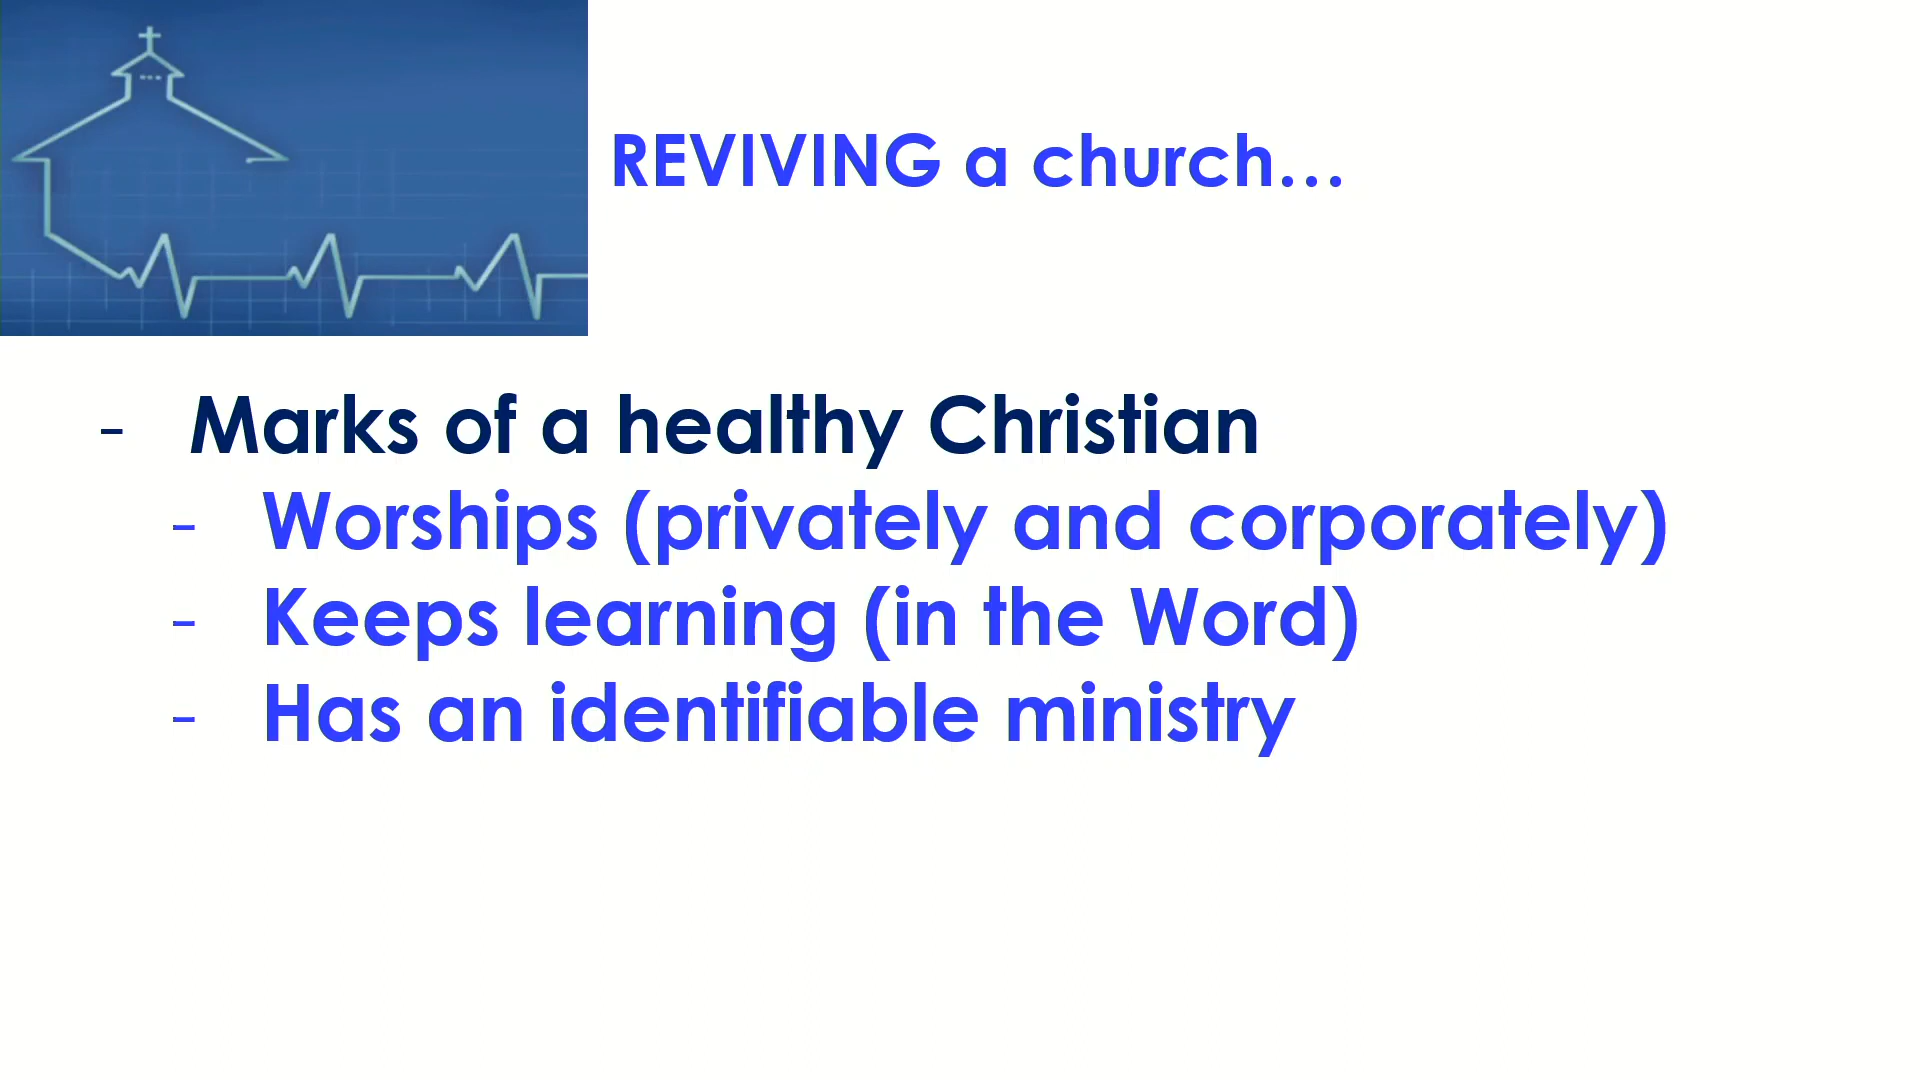 REVIVING a church…
- Marks of a healthy Christian
- Worships (privately and corporately)
- Keeps learning (in the Word)
- Has an identifiable ministry